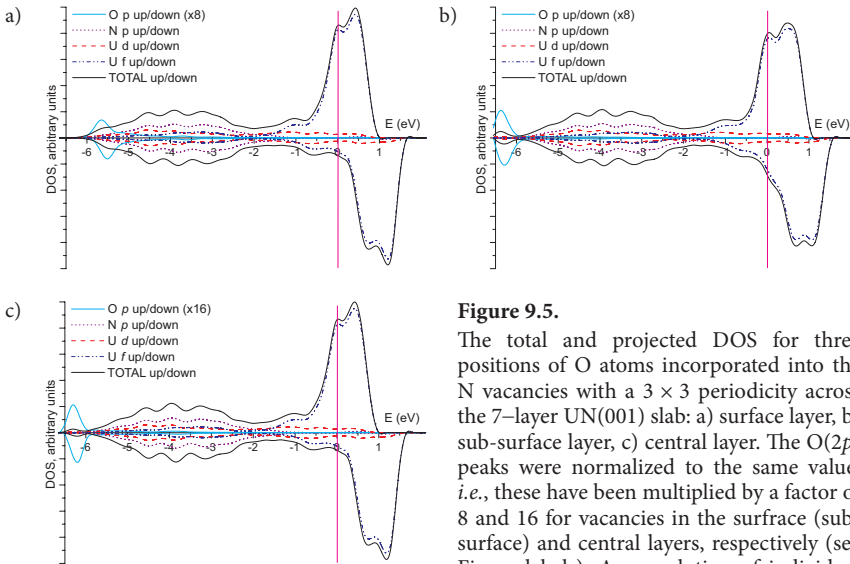 a)
O p up/down (x8)
N p up/down
U d up/down
U f up/down
TOTAL up/down
E (eV)
DOS, arbitrary units
-6 -5 -4 -3 -2 -1 0 1
b)
O p up/down (x8)
N p up/down
U d up/down
U f up/down
TOTAL up/down
E (eV)
DOS, arbitrary units
-6 -5 -4 -3 -2 -1 0 1
c)
O p up/down (x16)
N p up/down
U d up/down
U f up/down
TOTAL up/down
E (eV)
DOS, arbitrary units
-6 -5 -4 -3 -2 -1 0 1
Figure 9.5.
The total and projected DOS for three
positions of O atoms incorporated into th
N vacancies with a 3 × 3 periodicity acros
the 7–layer UN(001) slab: a) surface layer, b
sub-surface layer, c) central layer. The O(2p
peaks were normalized to the same value
i.e., these have been multiplied by a factor o
8 and 16 for vacancies in the surfrace (sub
surface) and central layers, respectively (se